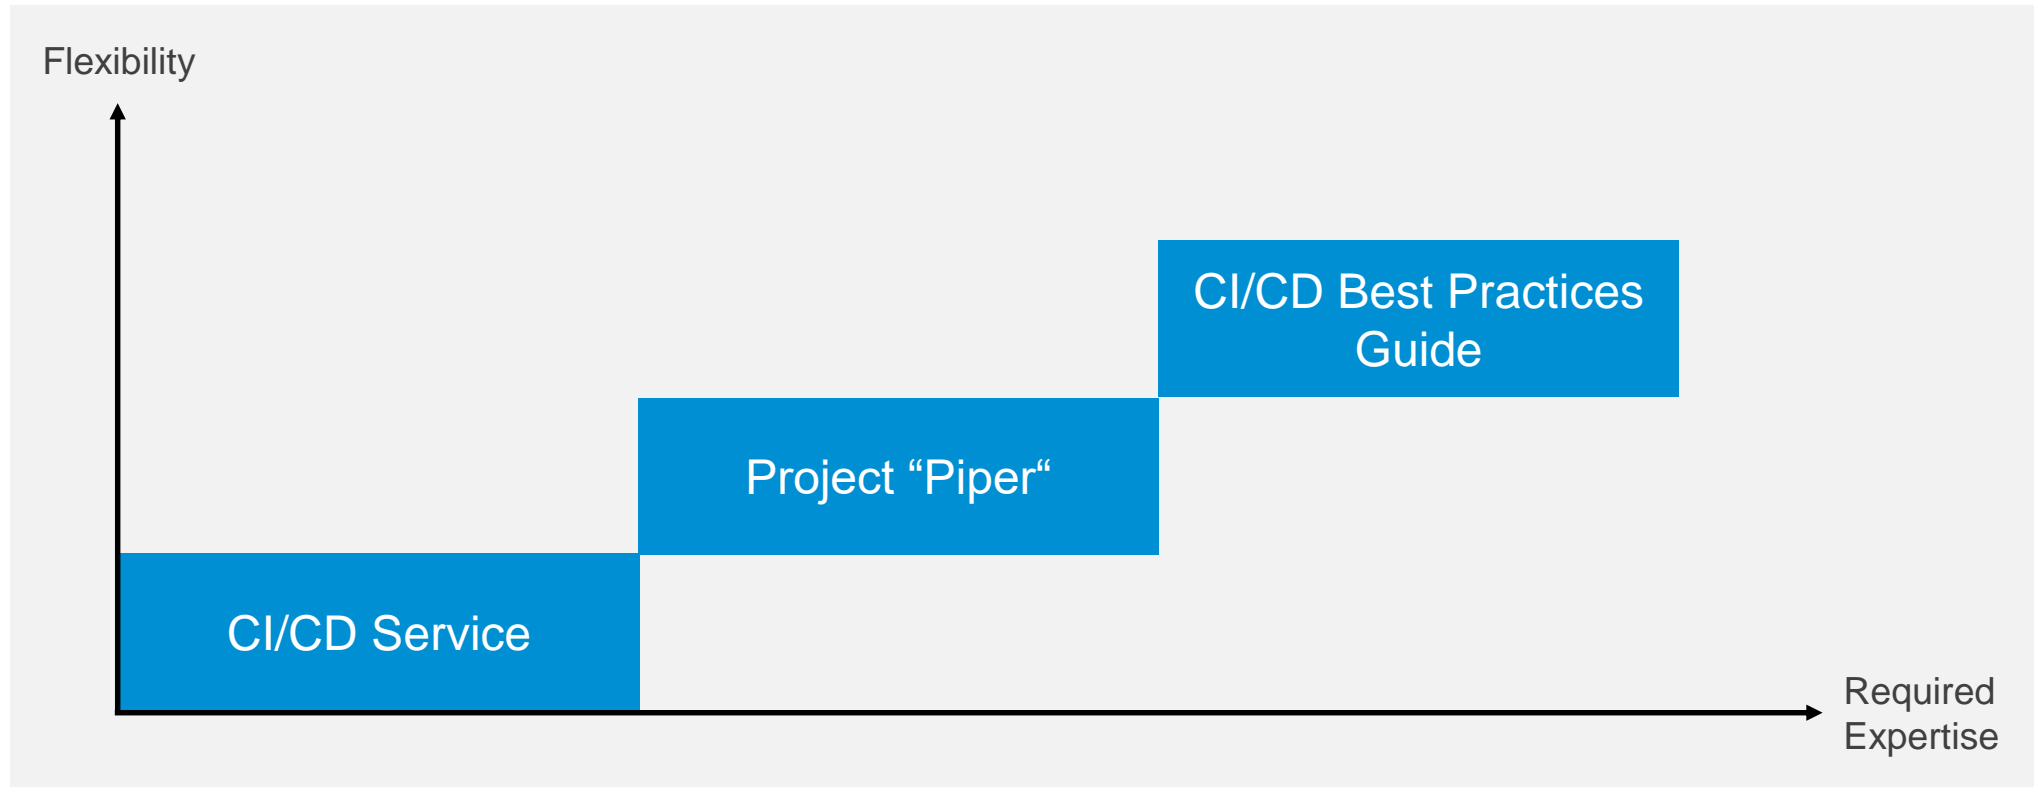 Flexibility
CI/CD Best Practices
Guide
Project “Piper“
CI/CD Service
Required
Expertise